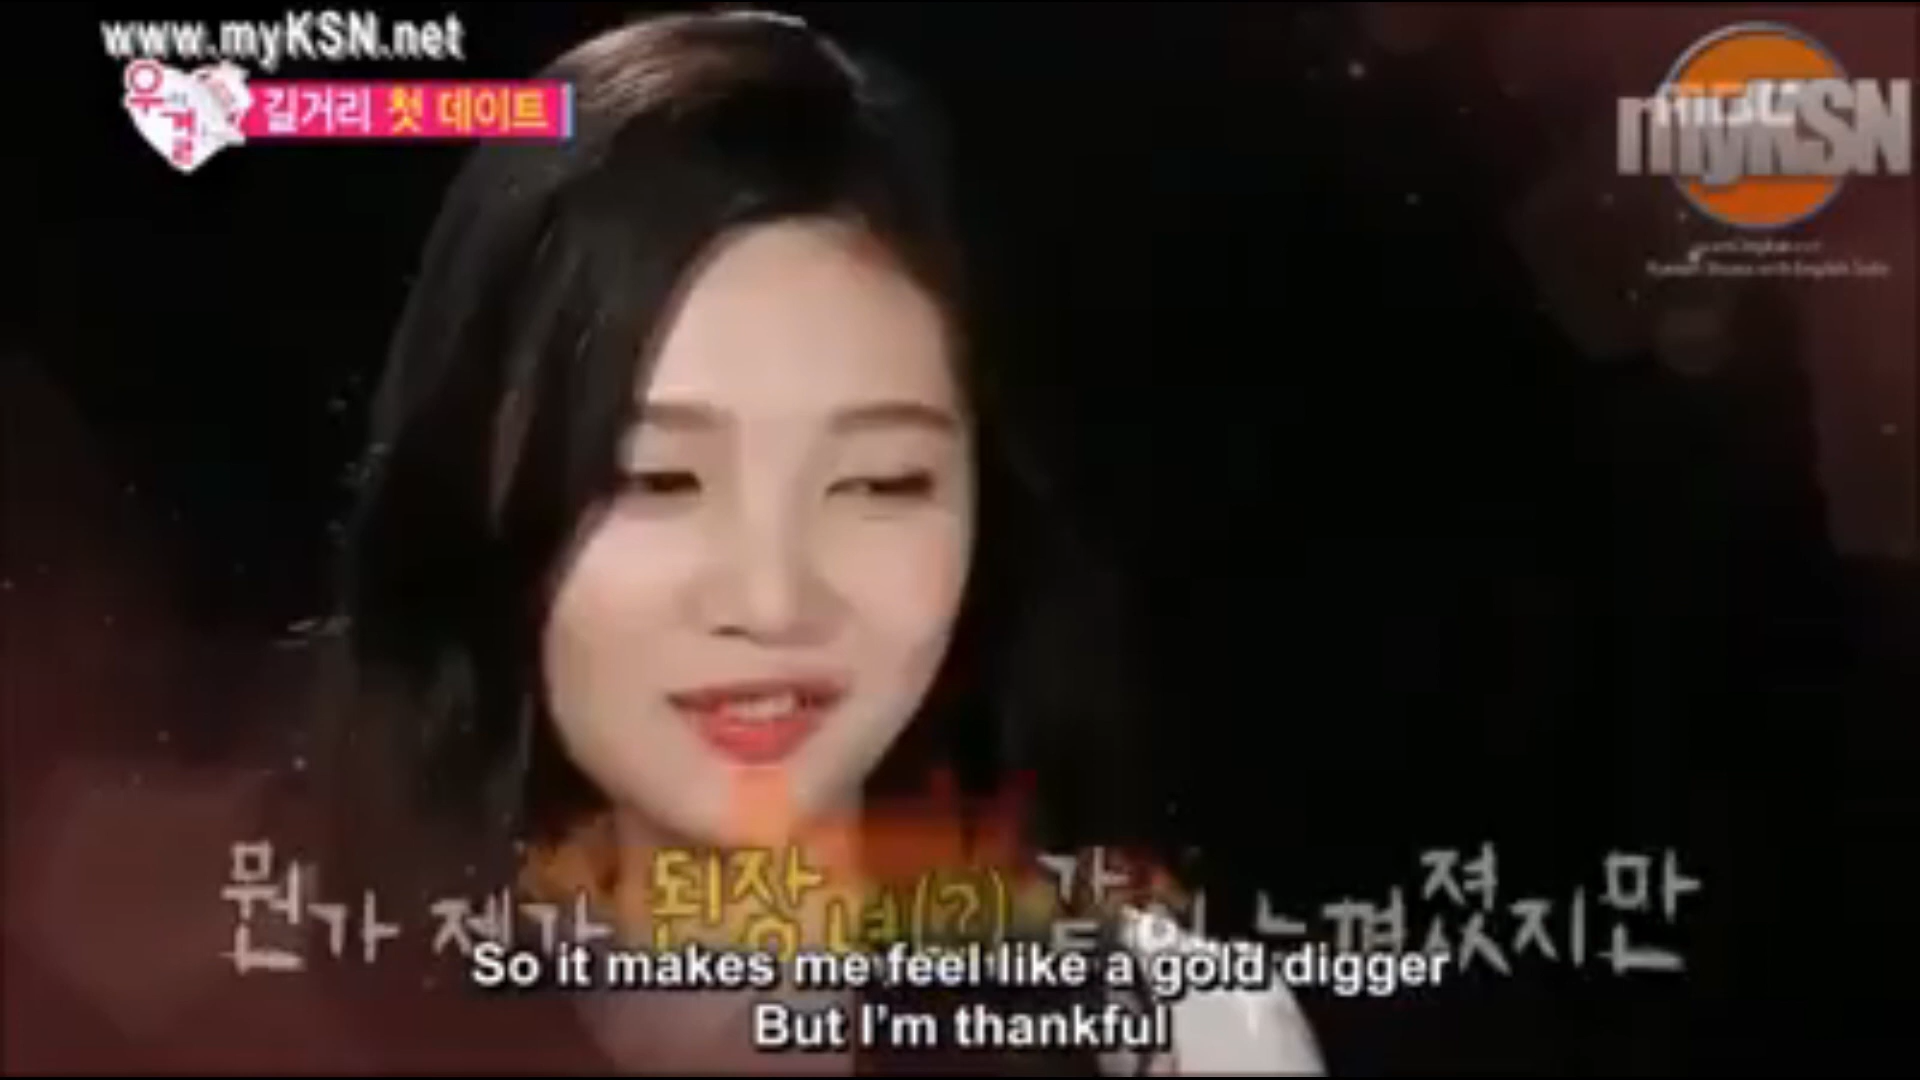 www.myKSN.net
우리 결
길거리 첫 데이트
myKSN
뭔가 제가 된장녀(?) 같이 느껴졌지만
So it makes me feel like a gold digger
But I'm thankful